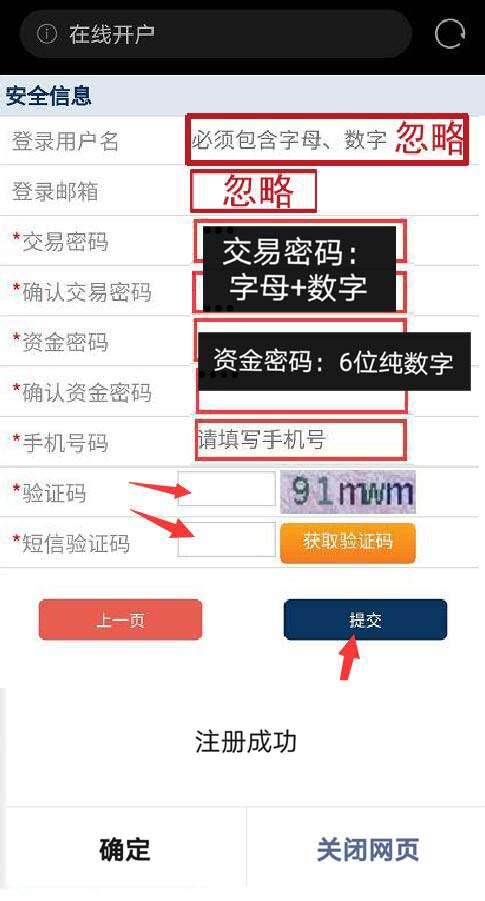 在线开户
安全信息
登录用户名 必须包含字母、数字 忽略
登录邮箱 忽略
*交易密码 交易密码：
字母+数字
*确认交易密码
*资金密码 资金密码：6位纯数字
*确认资金密码
*手机号码 请填写手机号
*验证码 91mwm
*短信验证码 获取验证码
上一页 提交
注册成功
确定 关闭网页